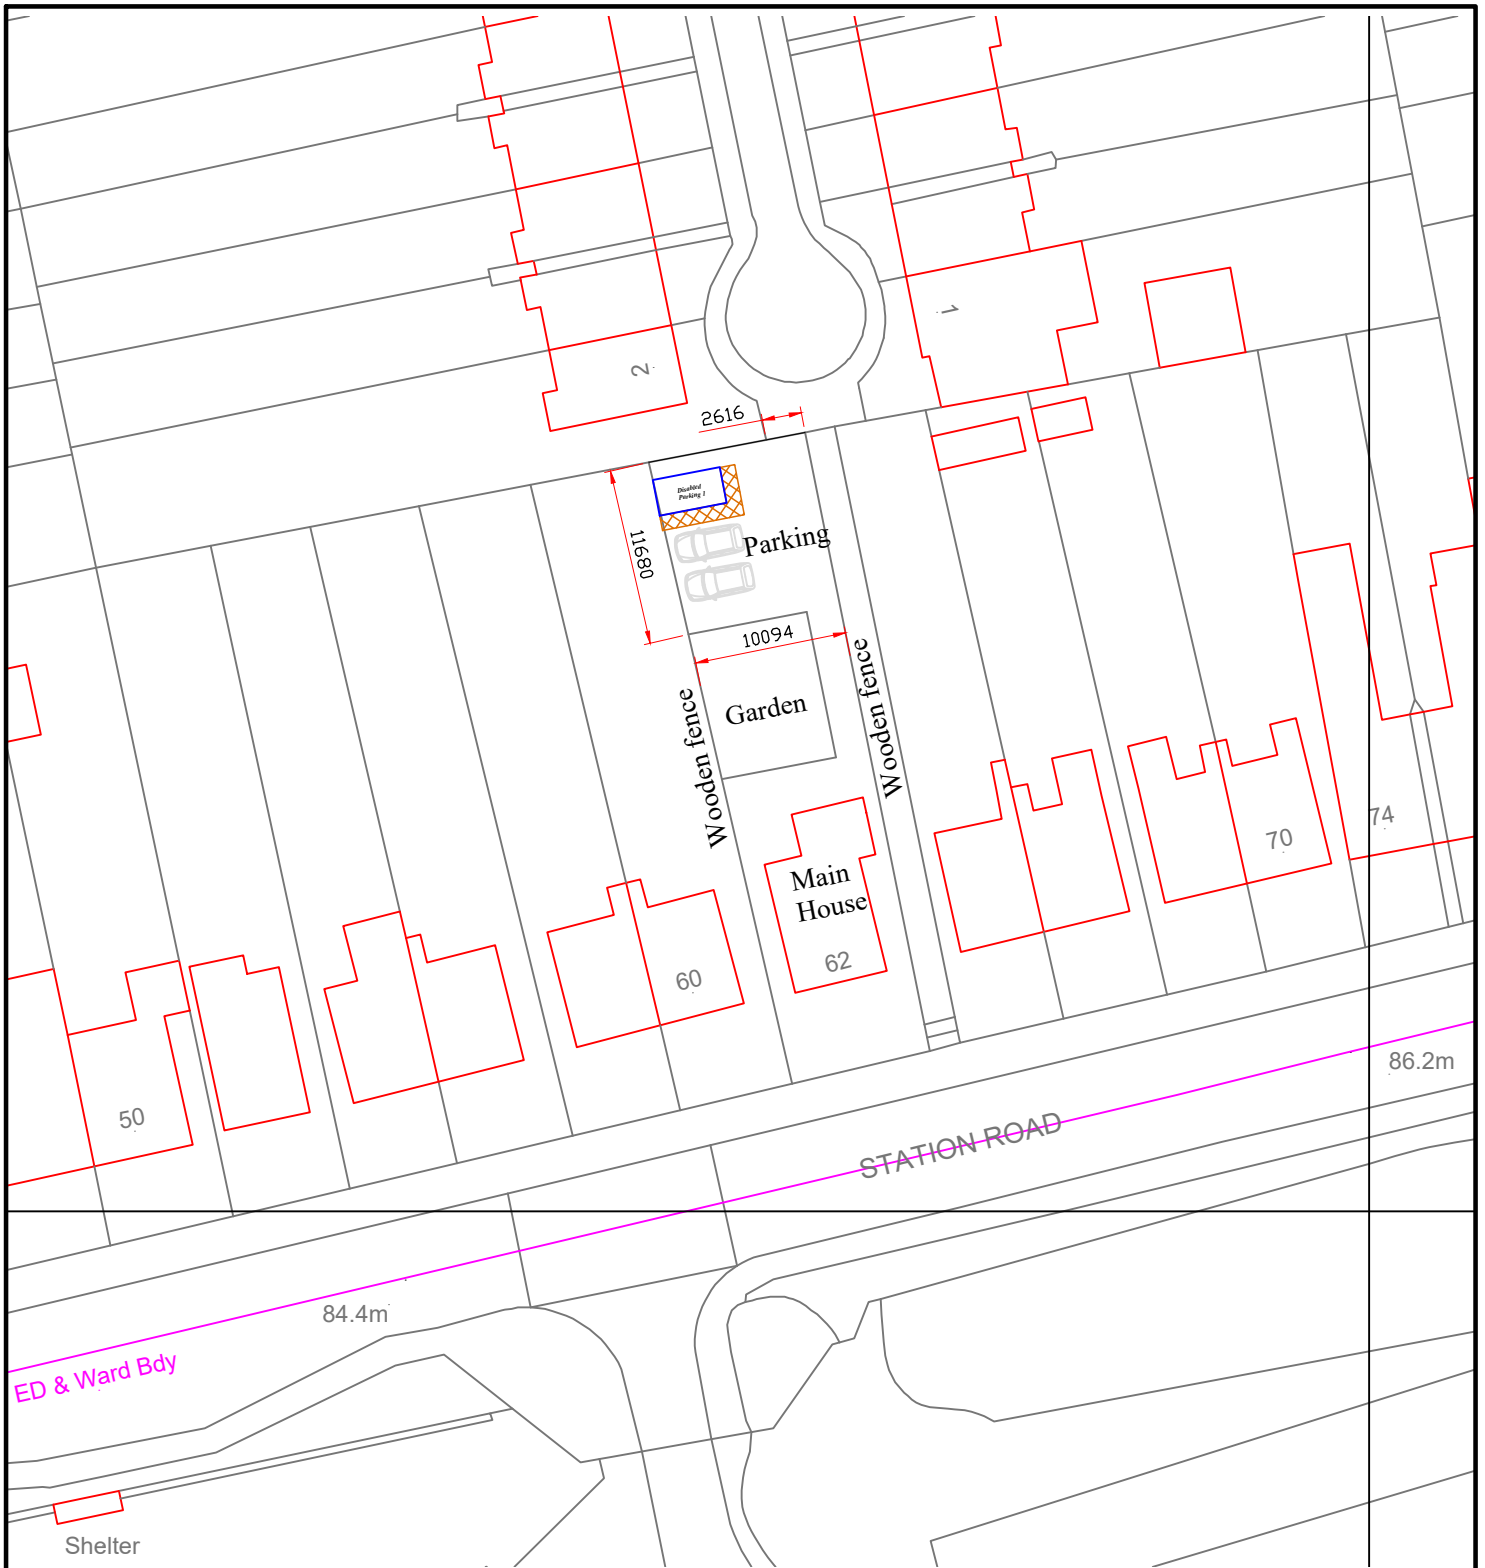 1
2
2616
Disabled
Parking 1
Parking
11680
10094
Wooden fence
Wooden fence
Garden
Main
House
62
60
70
74
50
86.2m
STATION ROAD
84.4m
ED & Ward Bdy
Shelter